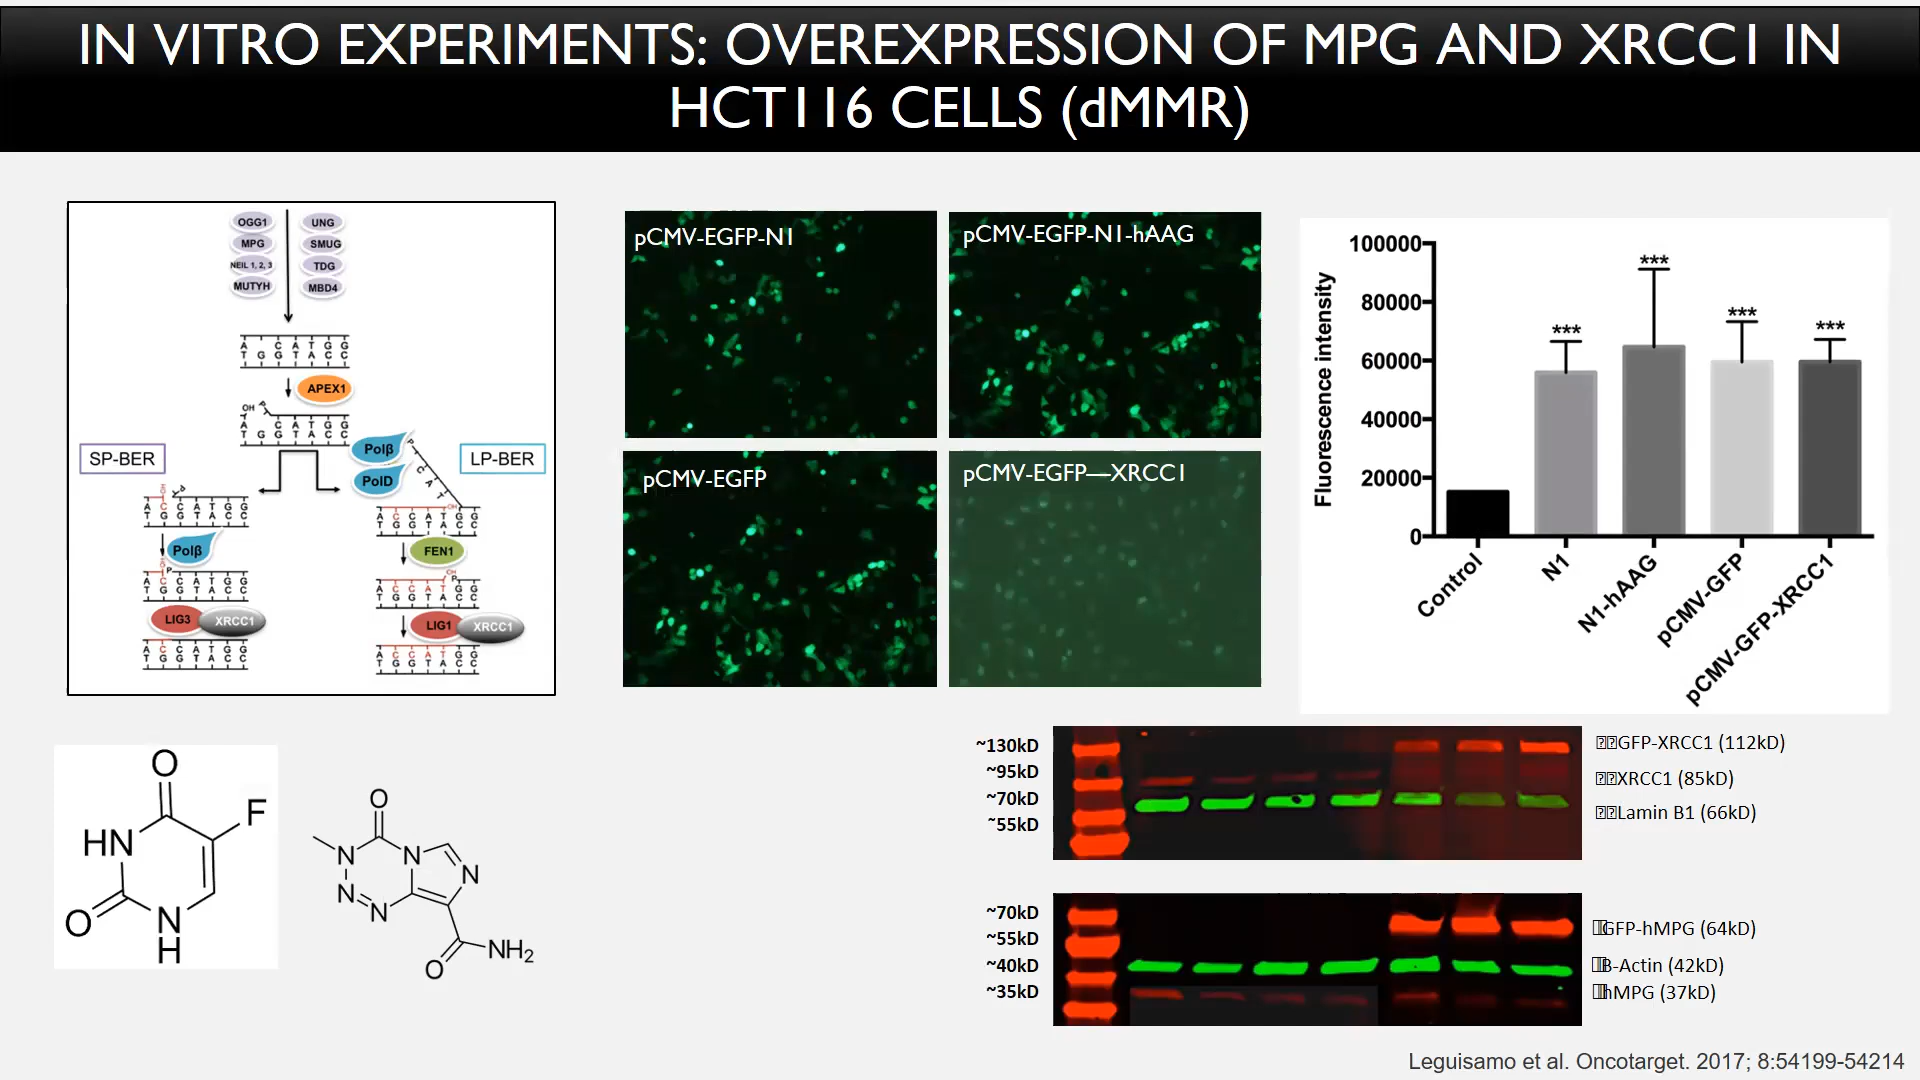 IN VITRO EXPERIMENTS: OVEREXPRESSION OF MPG AND XRCC1 IN
HCT116 CELLS (dMMR)
OGG1 UNG
MPG SMUG
NEIL 1, 2, 3 TDG
MUTYH MBD4
A C A T G G
T G G T A C C
APEX1
OH P
A C A T G G
T G G T A C C
SP-BER
Polβ
PolD
LP-BER
Polβ
FEN1
LIG3 XRCC1
LIG1 XRCC1
pCMV-EGFP-N1
pCMV-EGFP-N1-hAAG
pCMV-EGFP
pCMV-EGFP—XRCC1
Fluorescence intensity
100000
80000
60000
40000
20000
0
***
***
***
***
Control
N1
N1-hAAG
pCMV-GFP
pCMV-GFP-XRCC1
O
F
HN
O
N
H
O
N
N
N
N
N
O
NH2
~130kD
~95kD
~70kD
~55kD
GFP-XRCC1 (112kD)
XRCC1 (85kD)
Lamin B1 (66kD)
~70kD
~55kD
~40kD
~35kD
GFP-hMPG (64kD)
B-Actin (42kD)
hMPG (37kD)
Leguisamo et al. Oncotarget. 2017; 8:54199-54214